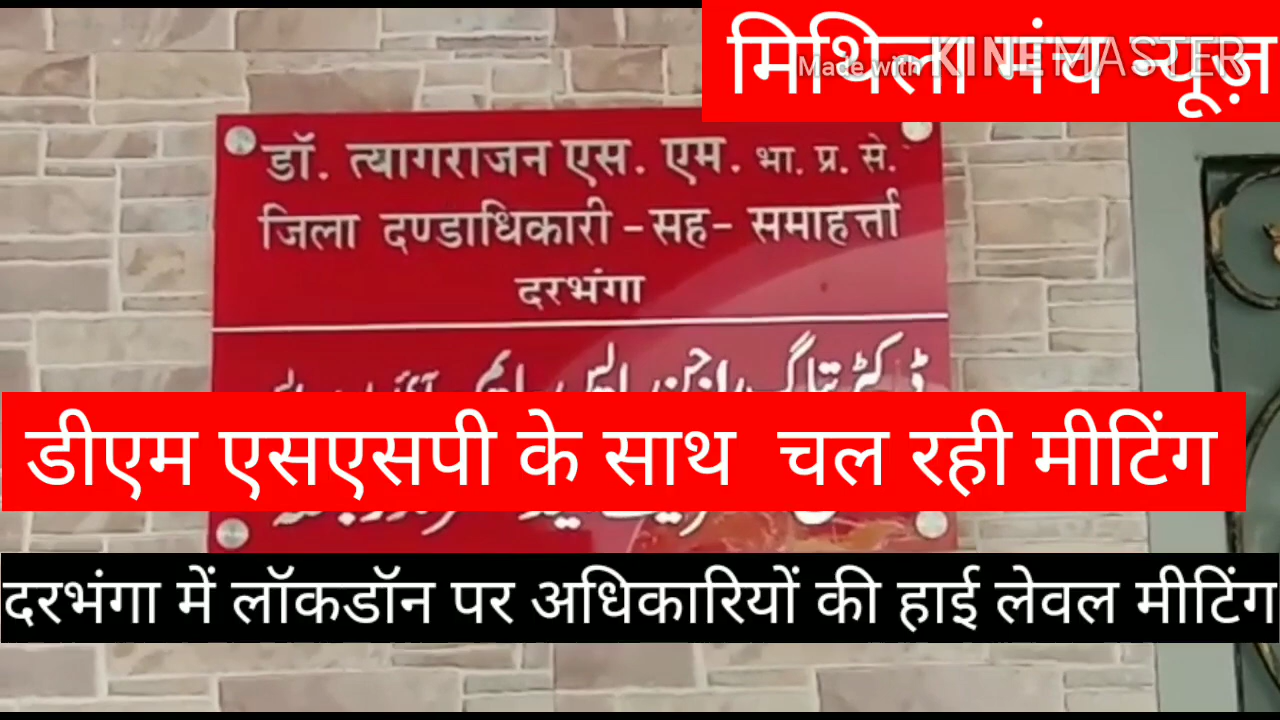 मिथिला मंच न्यूज़
Made with KINEMASTER
डॉ. त्यागराजन एस. एम. भा. प्र. से.
जिला दण्डाधिकारी -सह- समाहर्त्ता
दरभंगा
डीएम एसएसपी के साथ चल रही मीटिंग
दरभंगा में लॉकडॉन पर अधिकारियों की हाई लेवल मीटिंग